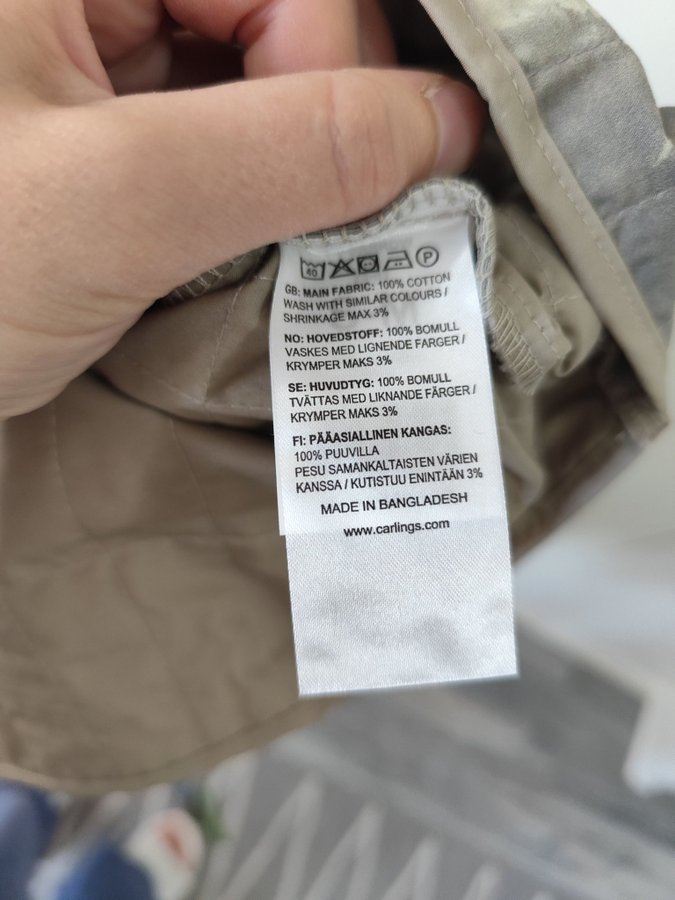 40 P
GB: MAIN FABRIC: 100% COTTON
WASH WITH SIMILAR COLOURS /
SHRINKAGE MAX 3%
NO: HOVEDSTOFF: 100% BOMULL
VASKES MED LIGNENDE FARGER /
KRYMPER MAKS 3%
SE: HUVUDTYG: 100% BOMULL
TVÄTTAS MED LIKNANDE FÄRGER /
KRYMPER MAKS 3%
FI: PÄÄASIALLINEN KANGAS:
100% PUUVILLA
PESU SAMANKALTAISTEN VÄRIEN
KANSSA / KUTISTUU ENINTÄÄN 3%
MADE IN BANGLADESH
www.carlings.com